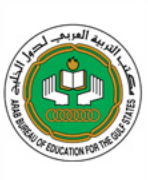 مكتب التربية العربي لدول الخليج
ARAB BUREAU OF EDUCATION FOR THE GULF STATES